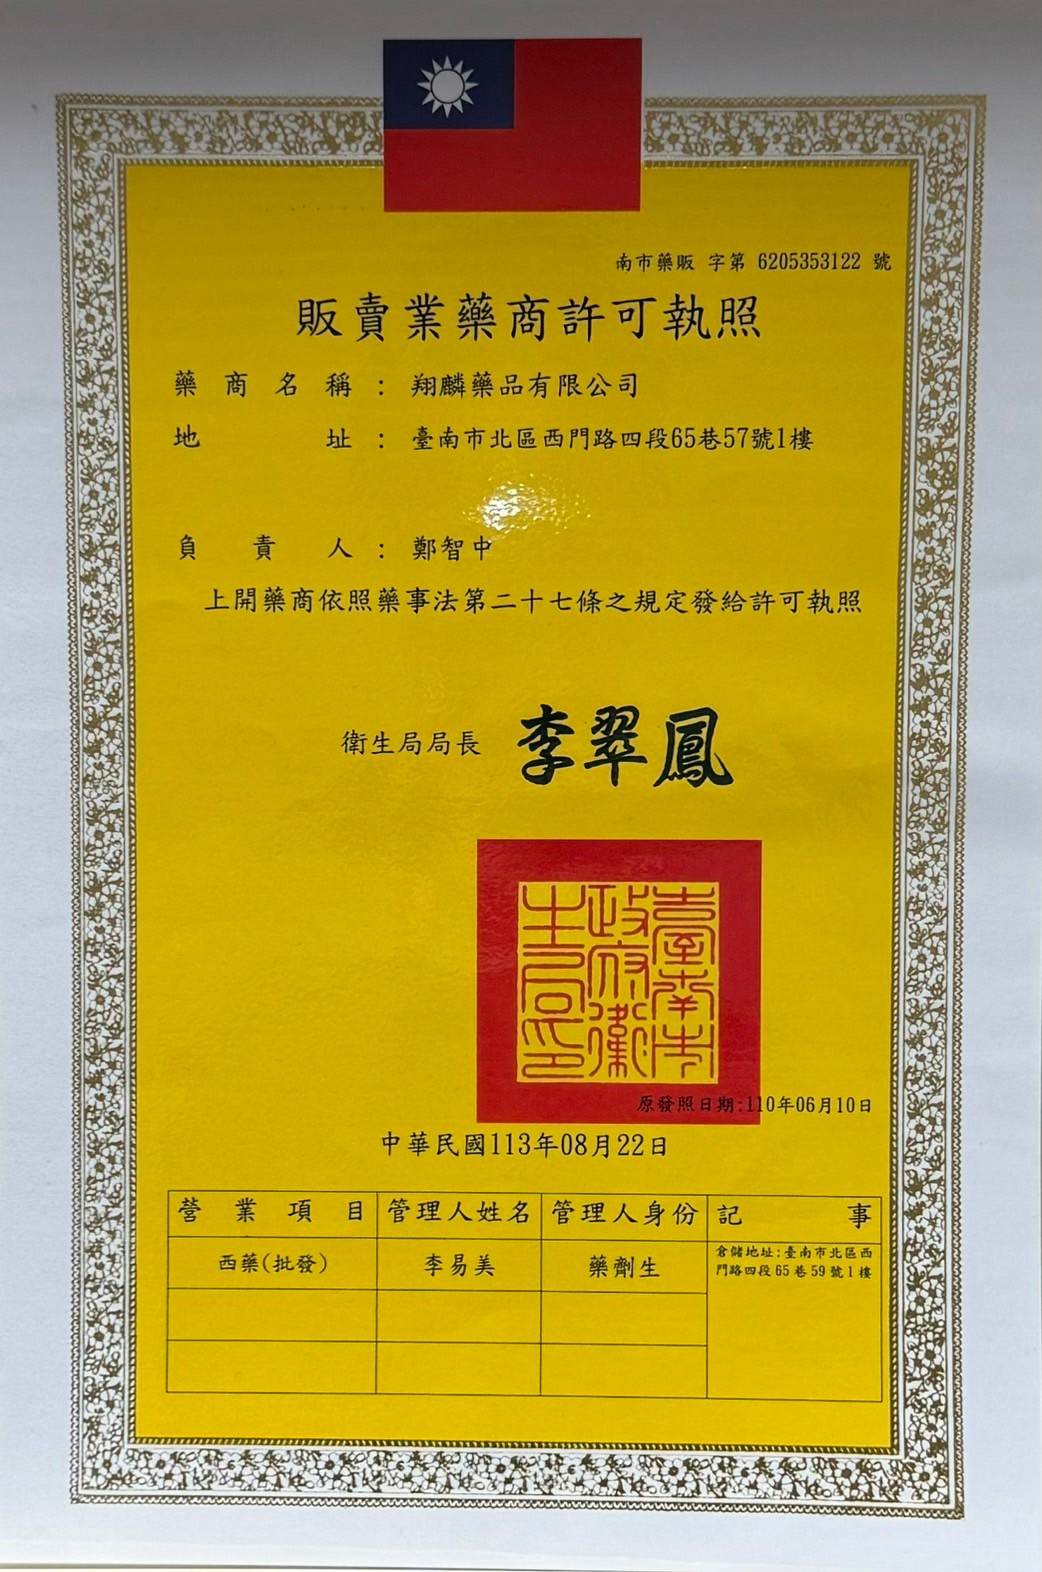 南市藥販 字第 6205353122 號
販賣業藥商許可執照
藥商名稱：翔麟藥品有限公司
地址：臺南市北區西門路四段65巷57號1樓
負責人：鄭智中
上開藥商依照藥事法第二十七條之規定發給許可執照
衛生局局長 李翠鳳
臺南市政府衛生局印
原發照日期:110年06月10日
中華民國113年08月22日
營業項目 管理人姓名 管理人身份 記事
西藥(批發) 李易美 藥劑生 倉儲地址:臺南市北區西
門路四段65巷59號1樓